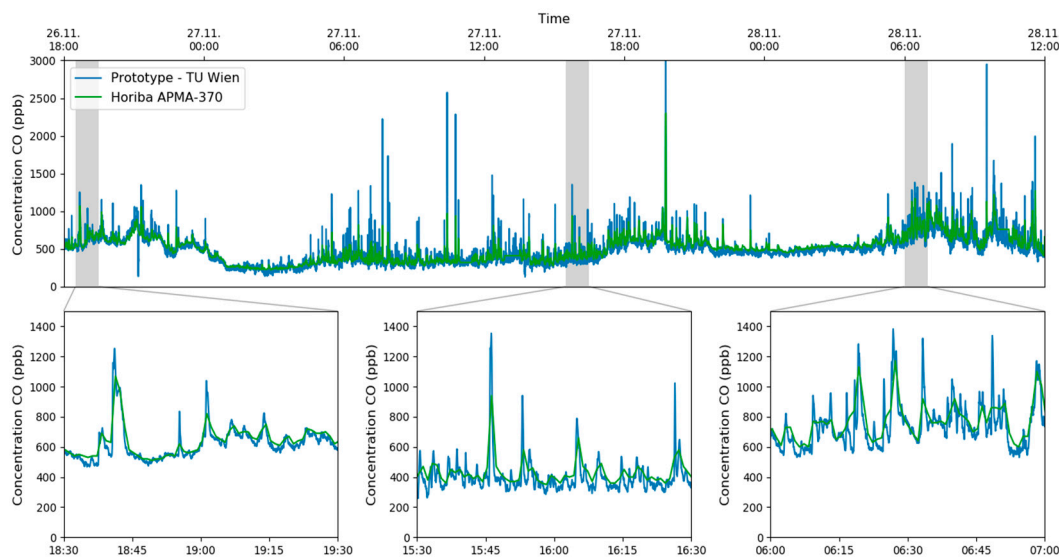 Time
26.11. 27.11. 27.11. 27.11. 27.11. 28.11. 28.11. 28.11
18:00 00:00 06:00 12:00 18:00 00:00 06:00 12:00
3000
2500
2000
1500
1000
500
0
Concentration CO (ppb)
Prototype - TU Wien
Horiba APMA-370
1400
1200
1000
800
600
400
200
0
Concentration CO (ppb)
18:30 18:45 19:00 19:15 19:30
1400
1200
1000
800
600
400
200
0
Concentration CO (ppb)
15:30 15:45 16:00 16:15 16:30
1400
1200
1000
800
600
400
200
0
Concentration CO (ppb)
06:00 06:15 06:30 06:45 07:00